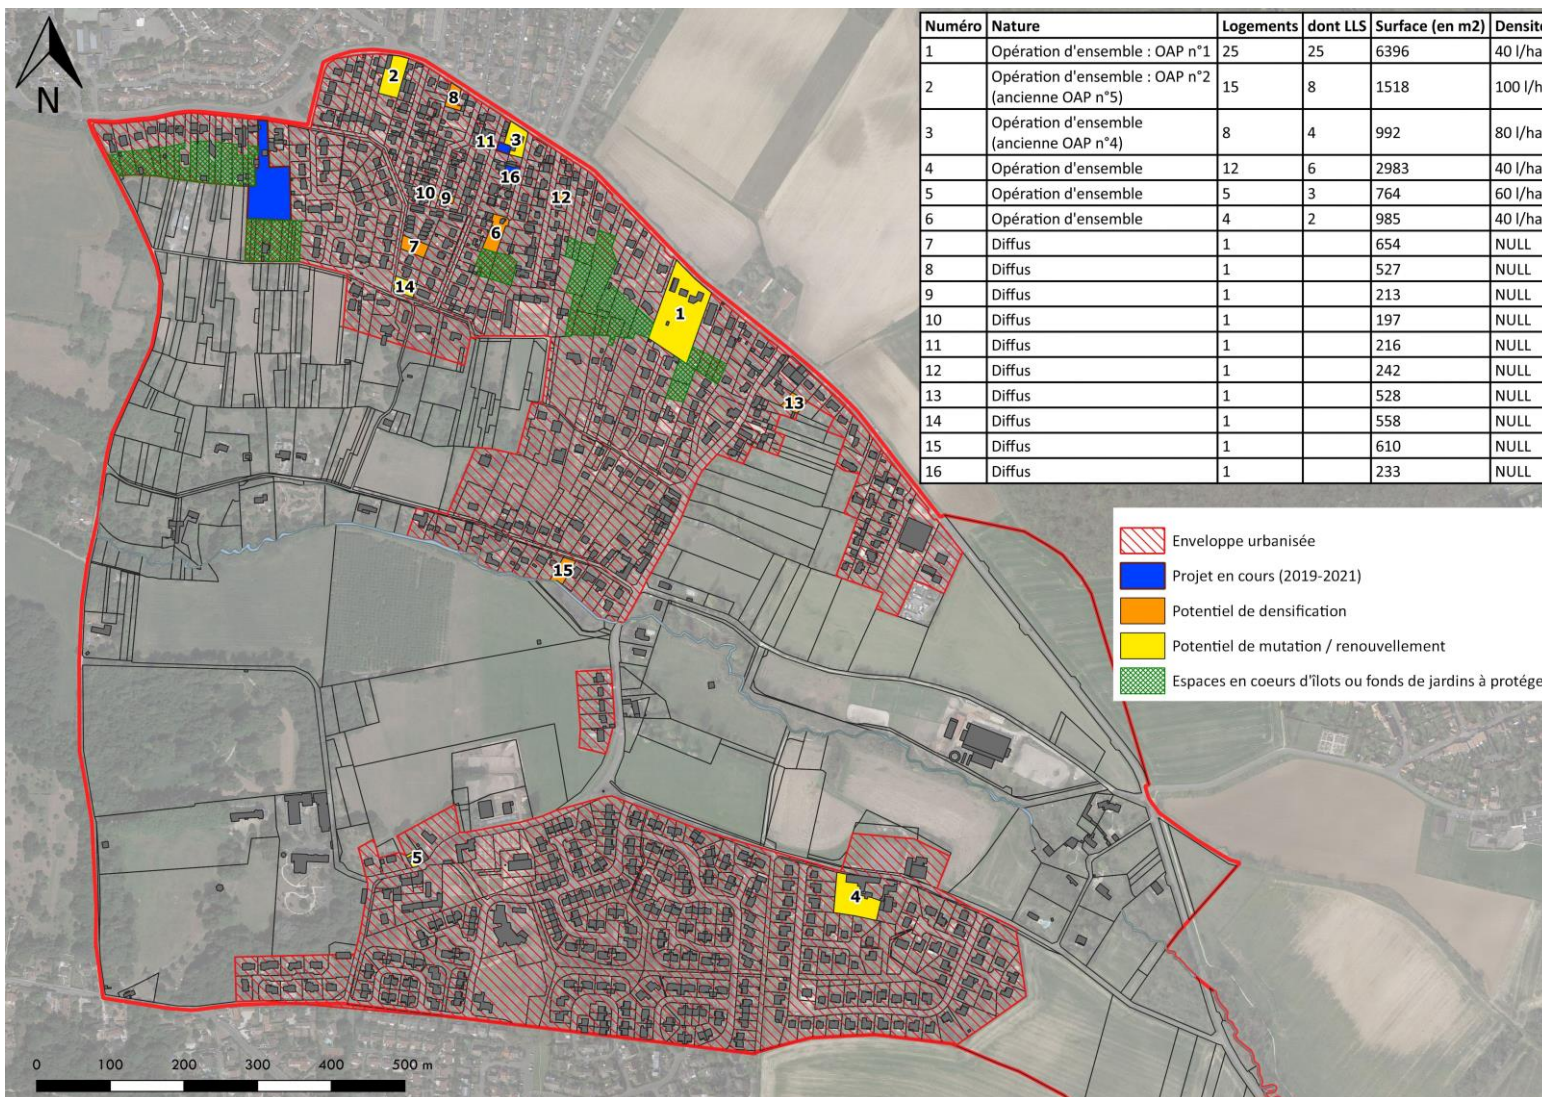 Numéro Nature Logements dont LLS Surface (en m2) Densité
1 Opération d'ensemble : OAP n°1 25 25 6396 40 l/ha
2 Opération d'ensemble : OAP n°2 (ancienne OAP n°5) 15 8 1518 100 l/h
3 Opération d'ensemble (ancienne OAP n°4) 8 4 992 80 l/ha
4 Opération d'ensemble 12 6 2983 40 l/ha
5 Opération d'ensemble 5 3 764 60 l/ha
6 Opération d'ensemble 4 2 985 40 l/ha
7 Diffus 1 654 NULL
8 Diffus 1 527 NULL
9 Diffus 1 213 NULL
10 Diffus 1 197 NULL
11 Diffus 1 216 NULL
12 Diffus 1 242 NULL
13 Diffus 1 528 NULL
14 Diffus 1 558 NULL
15 Diffus 1 610 NULL
16 Diffus 1 233 NULL
N
2
8
11
3
16
10
9
12
6
7
14
1
13
15
5
4
Enveloppe urbanisée
Projet en cours (2019-2021)
Potentiel de densification
Potentiel de mutation / renouvellement
Espaces en coeurs d'îlots ou fonds de jardins à protége
0 100 200 300 400 500 m